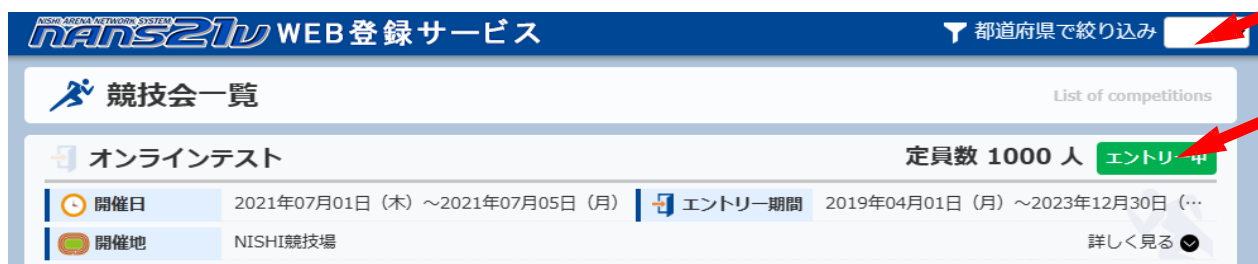 NISHI ARENA NETWORK SYSTEM
NANS21V WEB登録サービス 都道府県で絞り込み
競技会一覧 List of competitions
オンラインテスト 定員数 1000 人 エントリー中
開催日 2021年07月01日（木）～2021年07月05日（月） エントリー期間 2019年04月01日（月）～2023年12月30日（…
開催地 NISHI競技場 詳しく見る